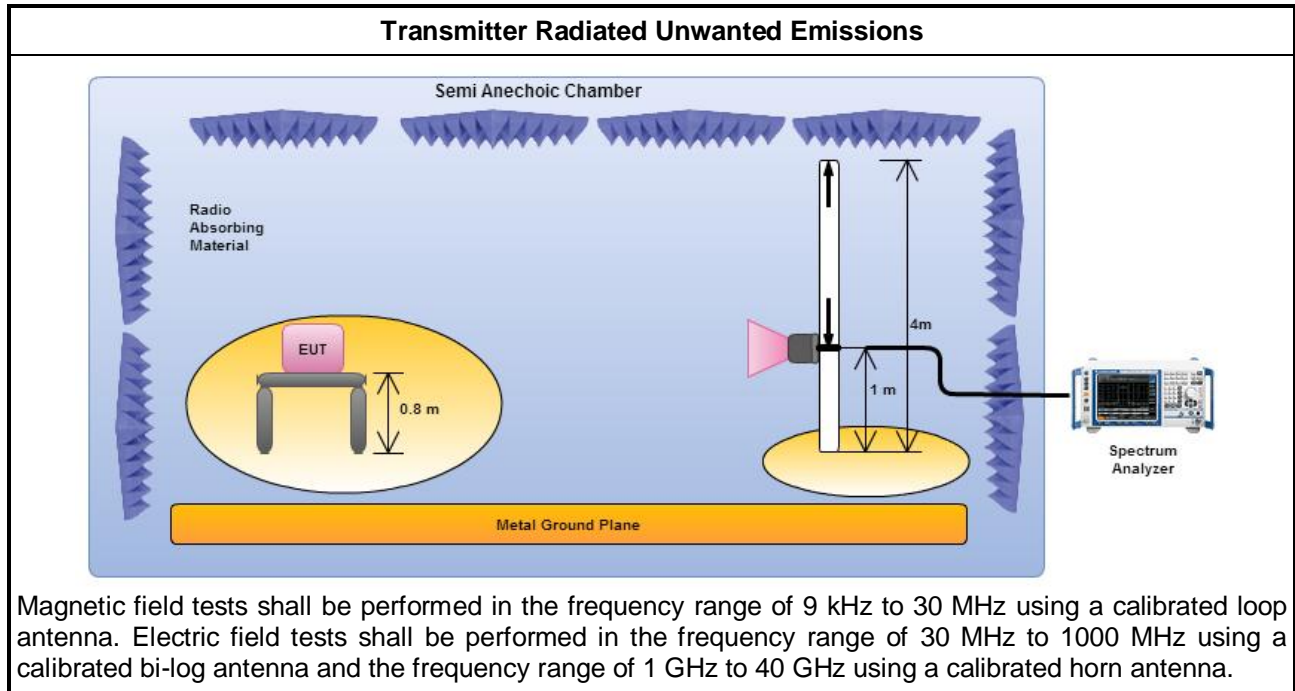 Transmitter Radiated Unwanted Emissions
Semi Anechoic Chamber
Radio
Absorbing
Material
EUT
0.8 m
4m
1 m
Spectrum
Analyzer
Metal Ground Plane
Magnetic field tests shall be performed in the frequency range of 9 kHz to 30 MHz using a calibrated loop
antenna. Electric field tests shall be performed in the frequency range of 30 MHz to 1000 MHz using a
calibrated bi-log antenna and the frequency range of 1 GHz to 40 GHz using a calibrated horn antenna.